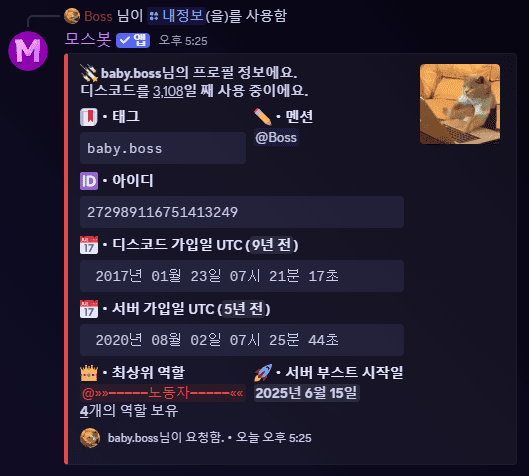 Boss 님이 내정보(을)를 사용함
M
모스봇 ✓ 앱 오후 5:25
baby.boss님의 프로필 정보에요.
디스코드를 3,108일 째 사용 중이에요.
• 태그
baby.boss
• 멘션
@Boss
ID • 아이디
272989116751413249
17 • 디스코드 가입일 UTC (9년 전)
2017년 01월 23일 07시 21분 17초
17 • 서버 가입일 UTC (5년 전)
2020년 08월 02일 07시 25분 44초
• 최상위 역할
@»»─────노동자─────««
4개의 역할 보유
• 서버 부스트 시작일
2025년 6월 15일
baby.boss님이 요청함. • 오늘 오후 5:25